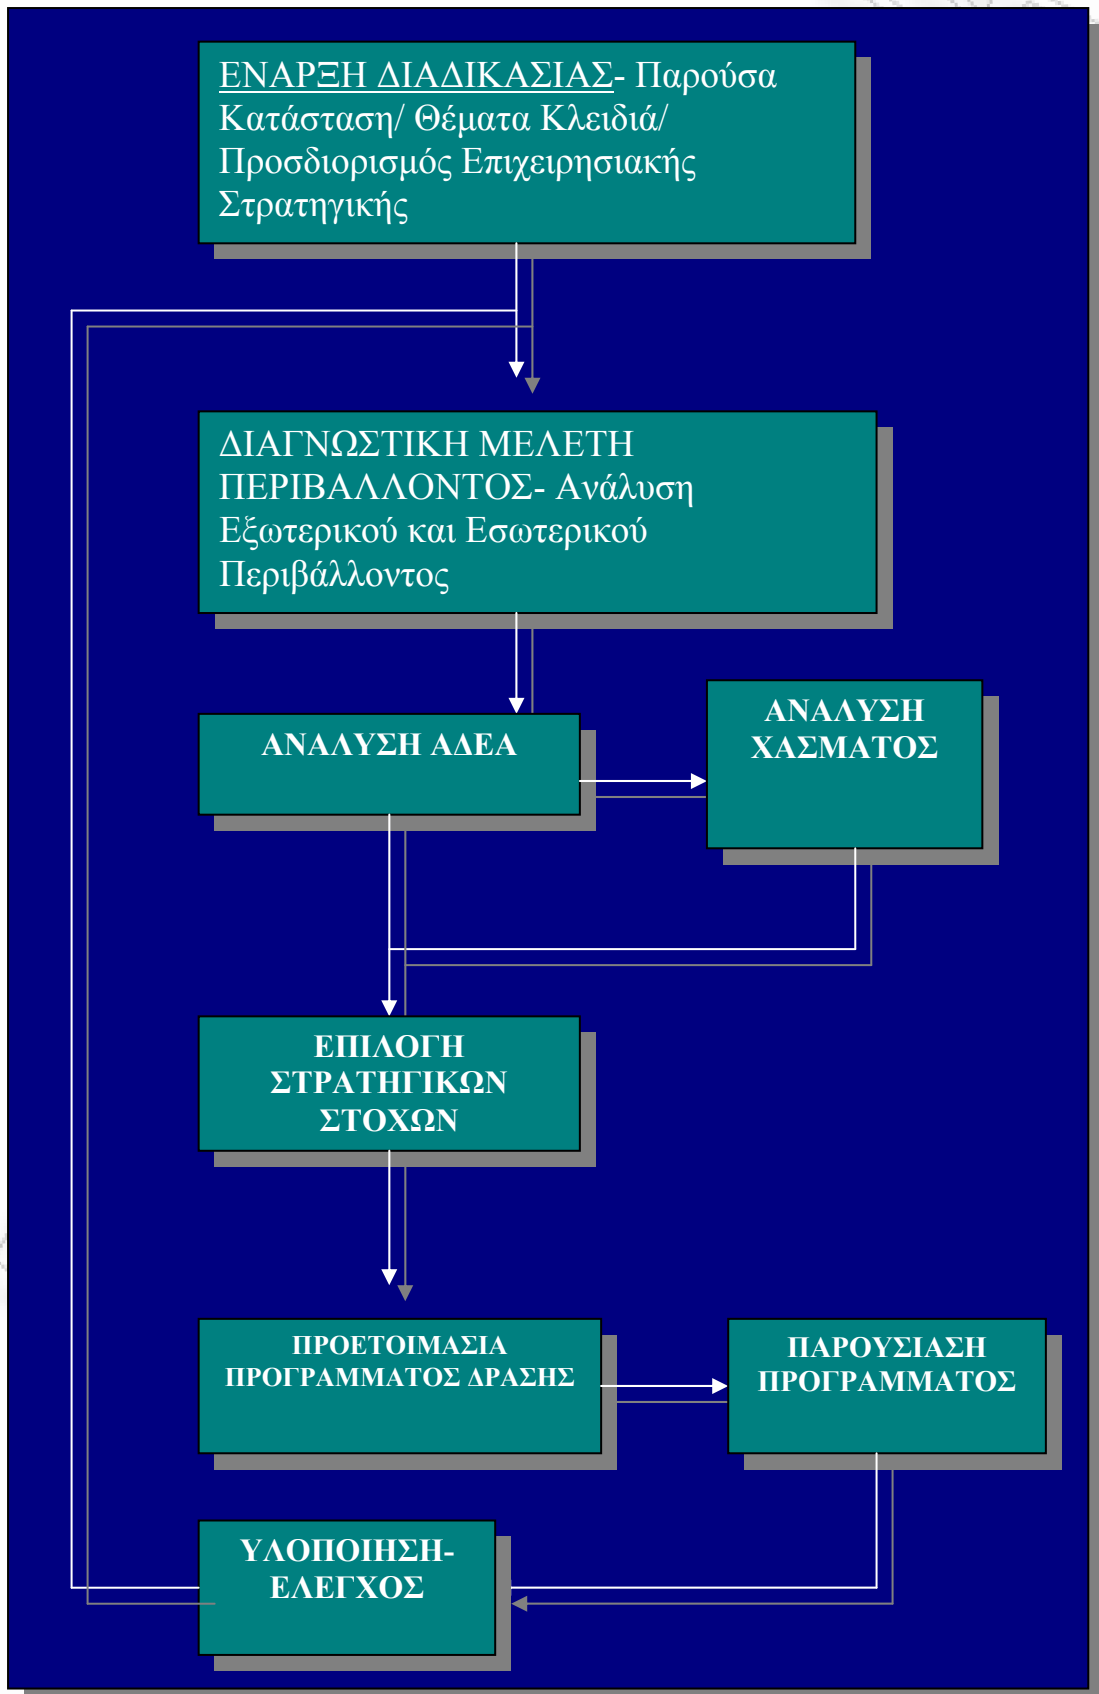 ΕΝΑΡΞΗ ΔΙΑΔΙΚΑΣΙΑΣ- Παρούσα
Κατάσταση/ Θέματα Κλειδιά/
Προσδιορισμός Επιχειρησιακής
Στρατηγικής
ΔΙΑΓΝΩΣΤΙΚΗ ΜΕΛΕΤΗ
ΠΕΡΙΒΑΛΛΟΝΤΟΣ- Ανάλυση
Εξωτερικού και Εσωτερικού
Περιβάλλοντος
ΑΝΑΛΥΣΗ ΑΔΕΑ
ΑΝΑΛΥΣΗ
ΧΑΣΜΑΤΟΣ
ΕΠΙΛΟΓΗ
ΣΤΡΑΤΗΓΙΚΩΝ
ΣΤΟΧΩΝ
ΠΡΟΕΤΟΙΜΑΣΙΑ
ΠΡΟΓΡΑΜΜΑΤΟΣ ΔΡΑΣΗΣ
ΠΑΡΟΥΣΙΑΣΗ
ΠΡΟΓΡΑΜΜΑΤΟΣ
ΥΛΟΠΟΙΗΣΗ-
ΕΛΕΓΧΟΣ